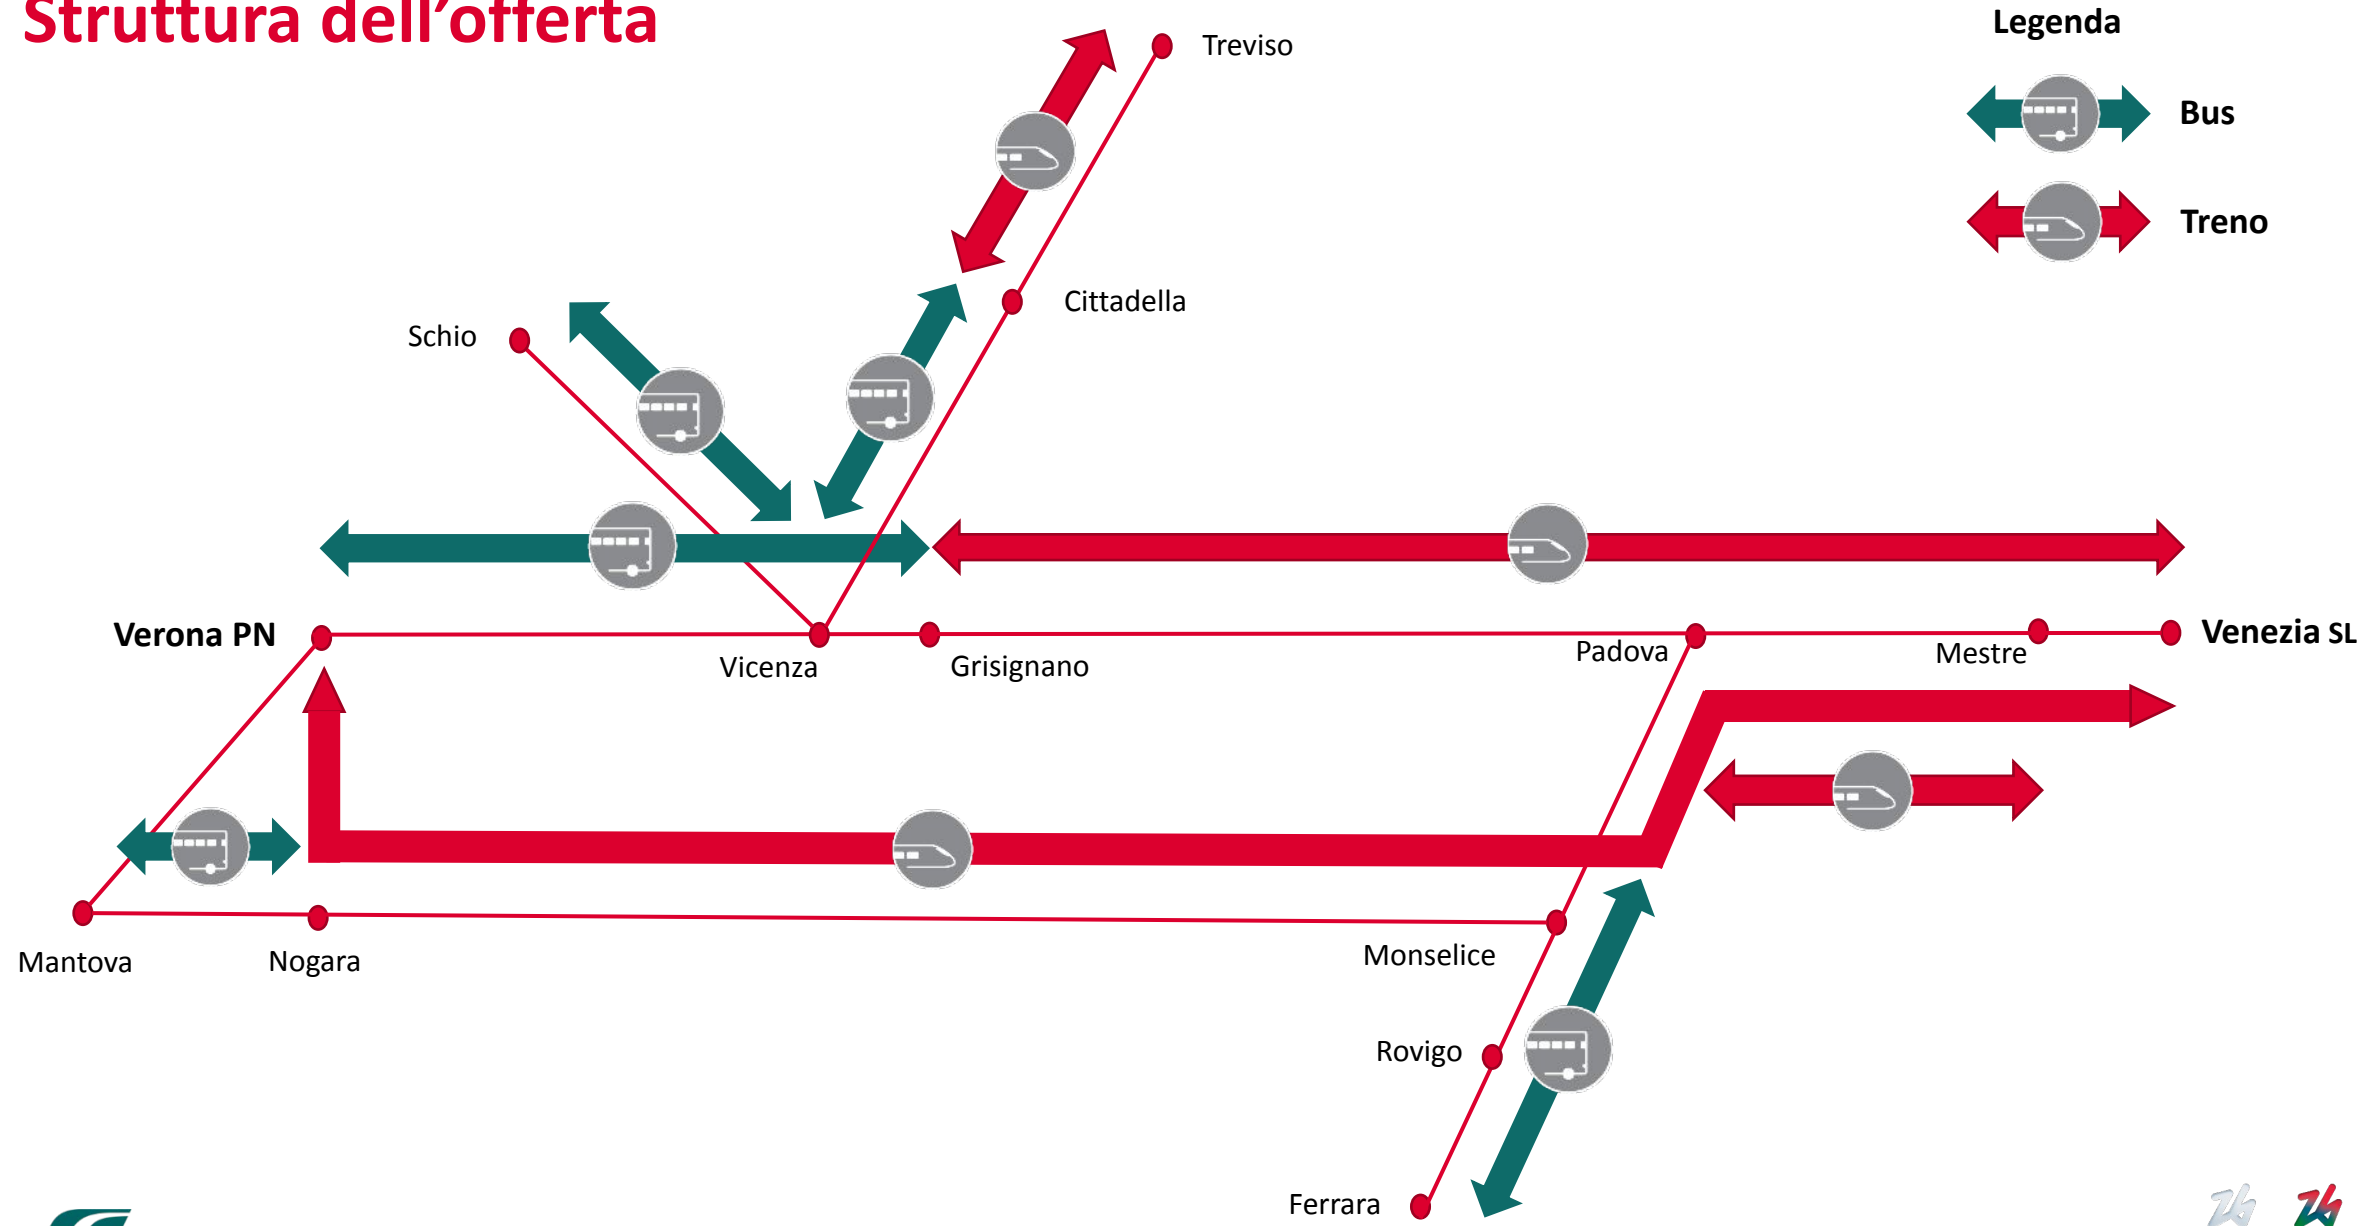 Struttura dell'offerta
Legenda
Treviso
Bus
Treno
Cittadella
Schio
Verona PN
Vicenza
Grisignano
Padova
Mestre
Venezia SL
Mantova
Nogara
Monselice
Rovigo
Ferrara